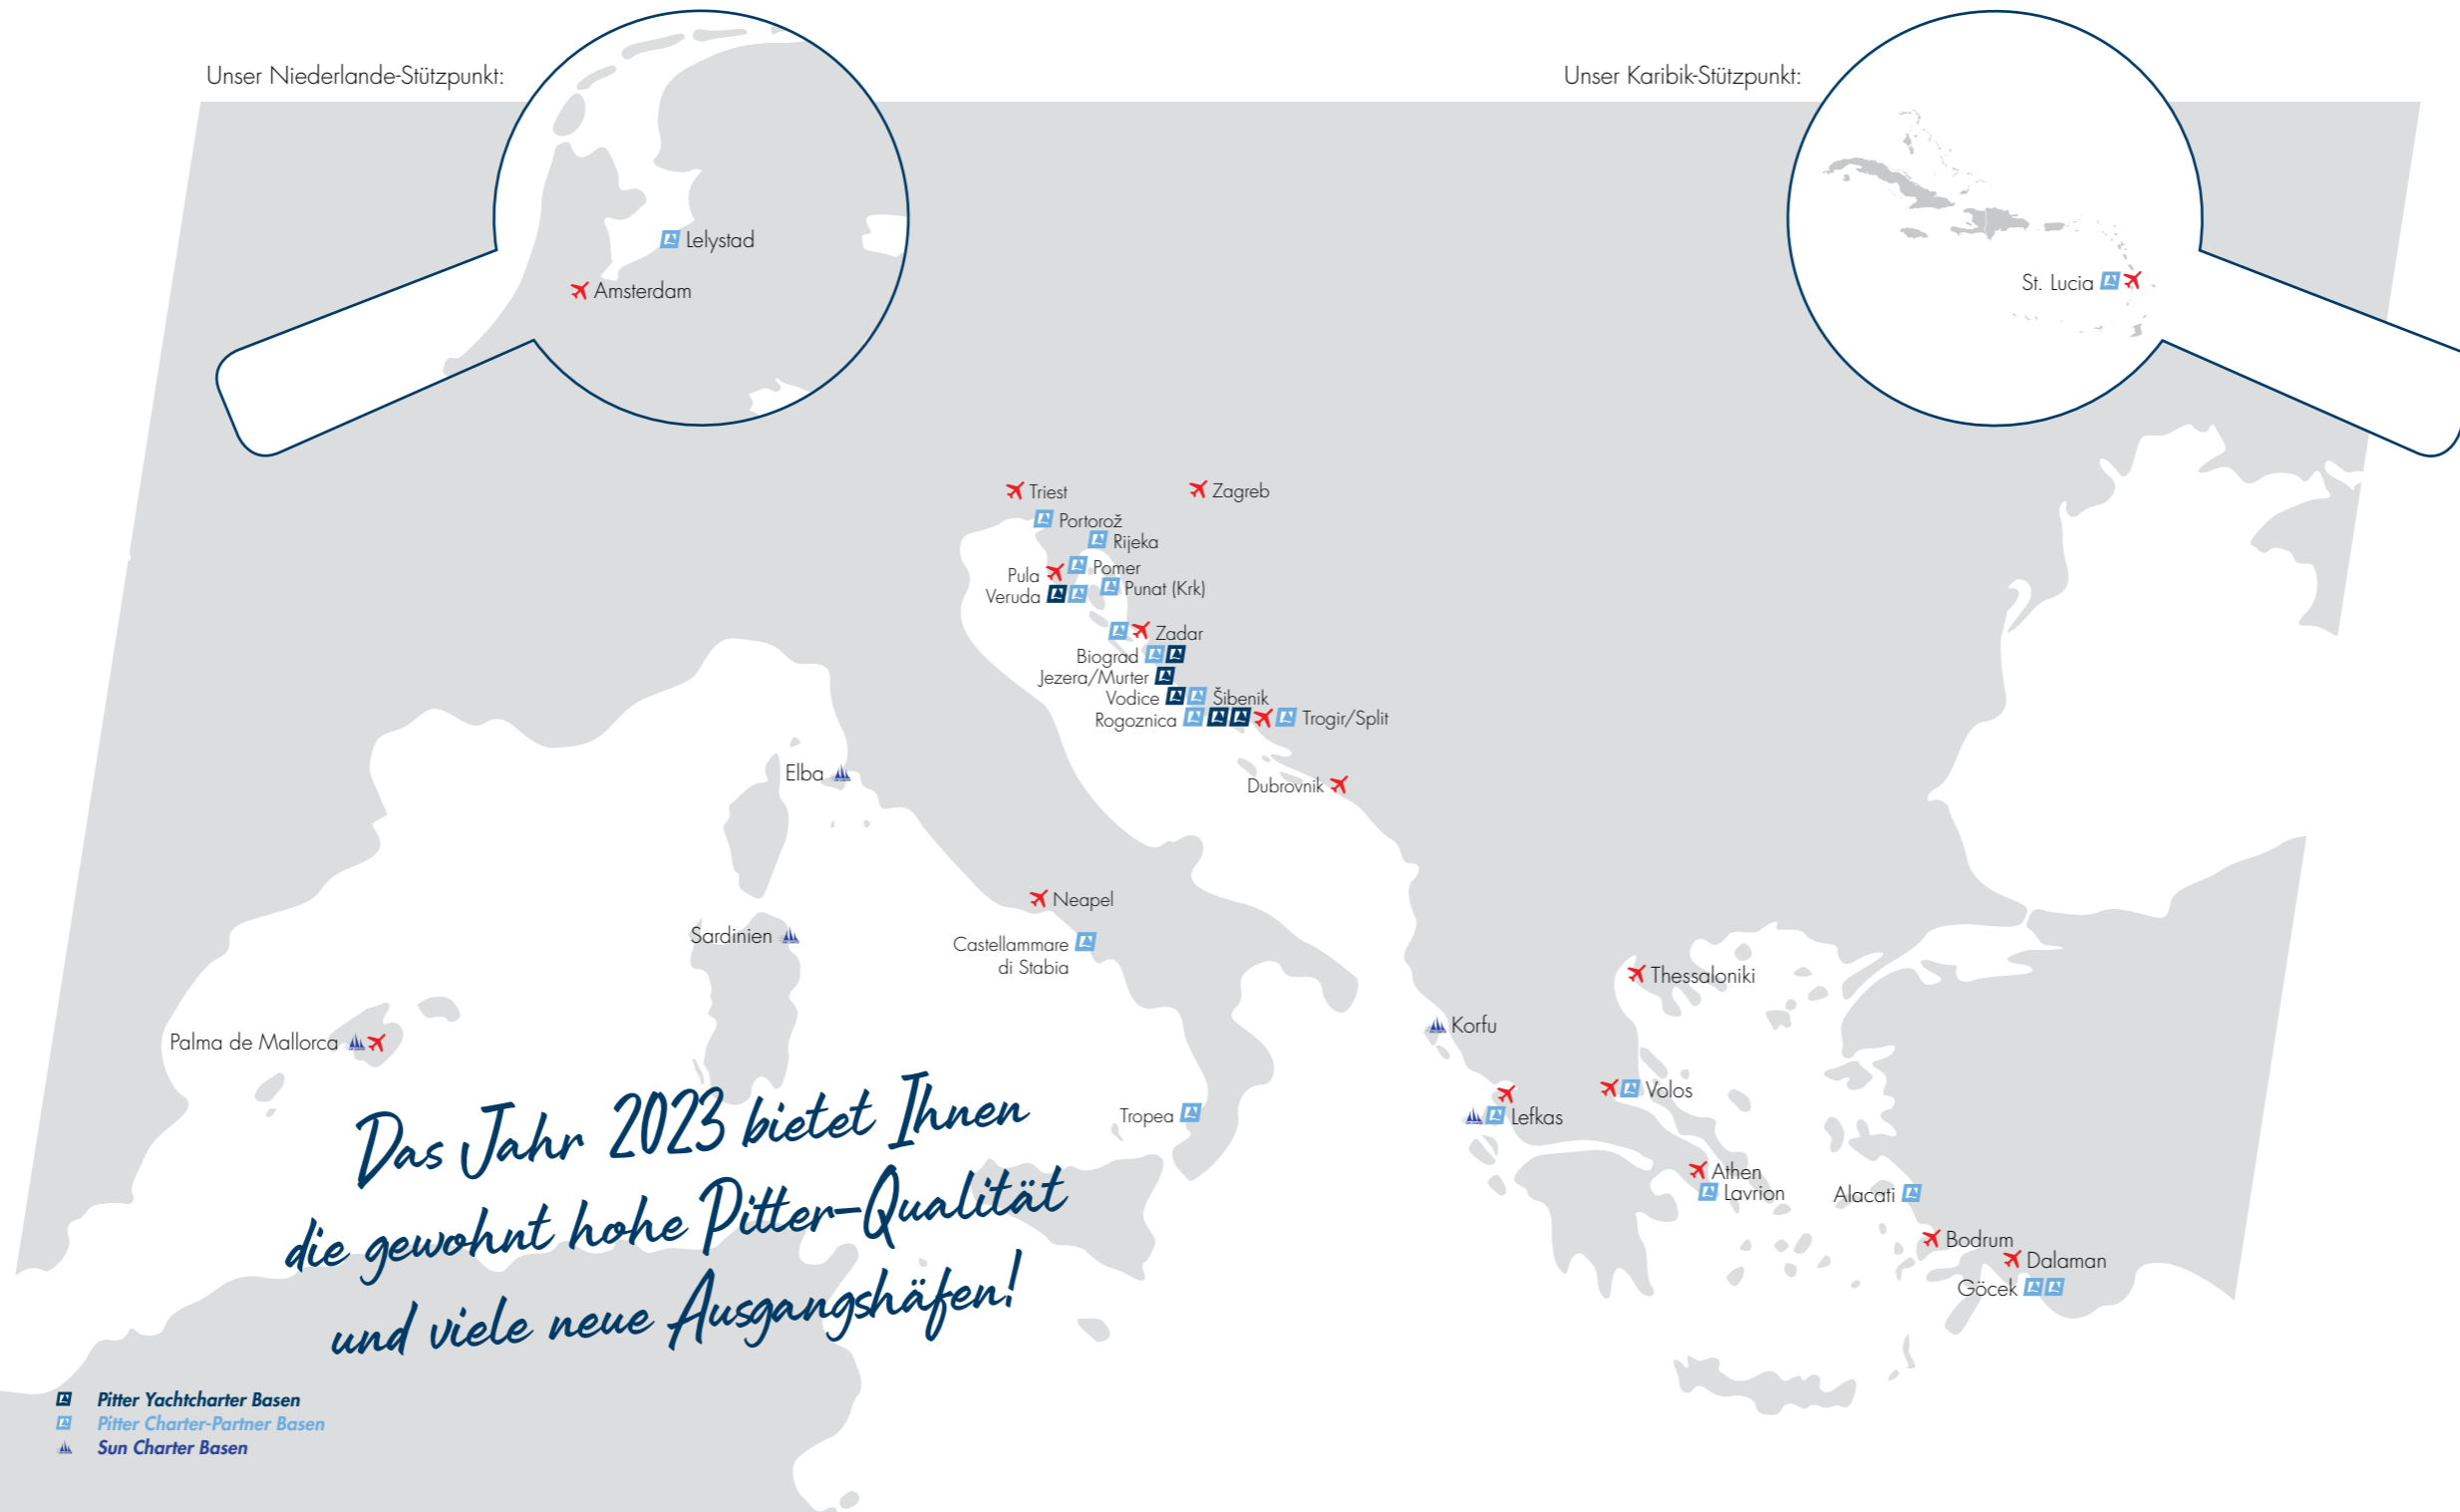 Unser Niederlande-Stützpunkt:
Unser Karibik-Stützpunkt:
Lelystad
Amsterdam
St. Lucia
Triest
Zagreb
Portorož
Rijeka
Pula
Pomer
Punat (Krk)
Veruda
Zadar
Biograd
Jezera/Murter
Vodice
Šibenik
Rogoznica
Trogir/Split
Elba
Dubrovnik
Neapel
Sardinien
Castellammare
di Stabia
Thessaloniki
Korfu
Palma de Mallorca
Volos
Tropea
Lefkas
Athen
Lavrion
Alacati
Bodrum
Dalaman
Göcek
Das Jahr 2023 bietet Ihnen
die gewohnt hohe Pitter-Qualität
und viele neue Ausgangshäfen!
Pitter Yachtcharter Basen
Pitter Charter-Partner Basen
Sun Charter Basen